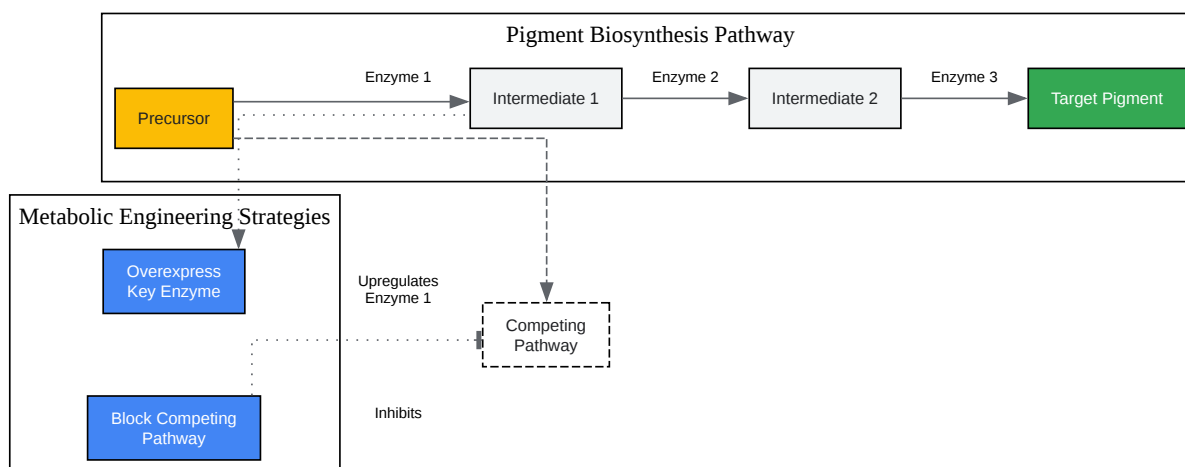 Pigment Biosynthesis Pathway
Enzyme 1
Enzyme 2
Enzyme 3
Precursor
Intermediate 1
Intermediate 2
Target Pigment
Metabolic Engineering Strategies
Overexpress
Key Enzyme
Upregulates
Enzyme 1
Competing
Pathway
Block Competing
Pathway
Inhibits